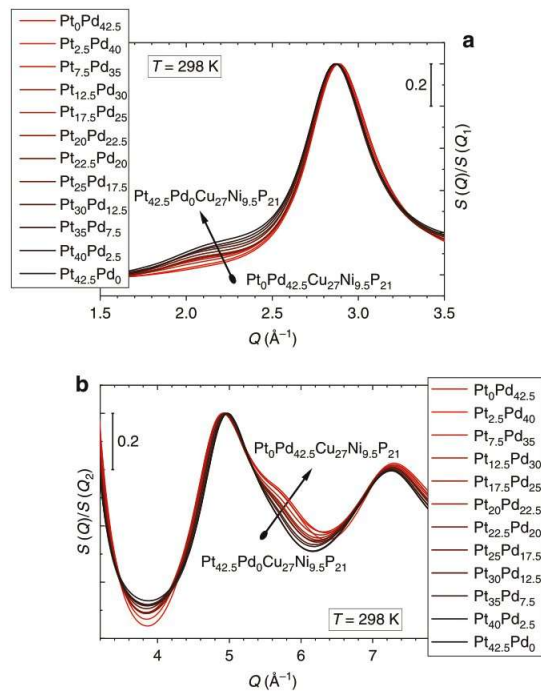 Pt0Pd42.5
Pt2.5Pd40
Pt7.5Pd35
Pt12.5Pd30
Pt17.5Pd25
Pt20Pd22.5
Pt22.5Pd20
Pt25Pd17.5
Pt30Pd12.5
Pt35Pd7.5
Pt40Pd2.5
Pt42.5Pd0
T = 298 K
a
0.2
S (Q)/S (Q1)
Pt42.5Pd0Cu27Ni9.5P21
Pt0Pd42.5Cu27Ni9.5P21
1.5 2.0 2.5 3.0 3.5
Q (Å−1)
b
0.2
S (Q)/S (Q2)
Pt0Pd42.5Cu27Ni9.5P21
Pt42.5Pd0Cu27Ni9.5P21
T = 298 K
4 5 6 7
Q (Å−1)
Pt0Pd42.5
Pt2.5Pd40
Pt7.5Pd35
Pt12.5Pd30
Pt17.5Pd25
Pt20Pd22.5
Pt22.5Pd20
Pt25Pd17.5
Pt30Pd12.5
Pt35Pd7.5
Pt40Pd2.5
Pt42.5Pd0